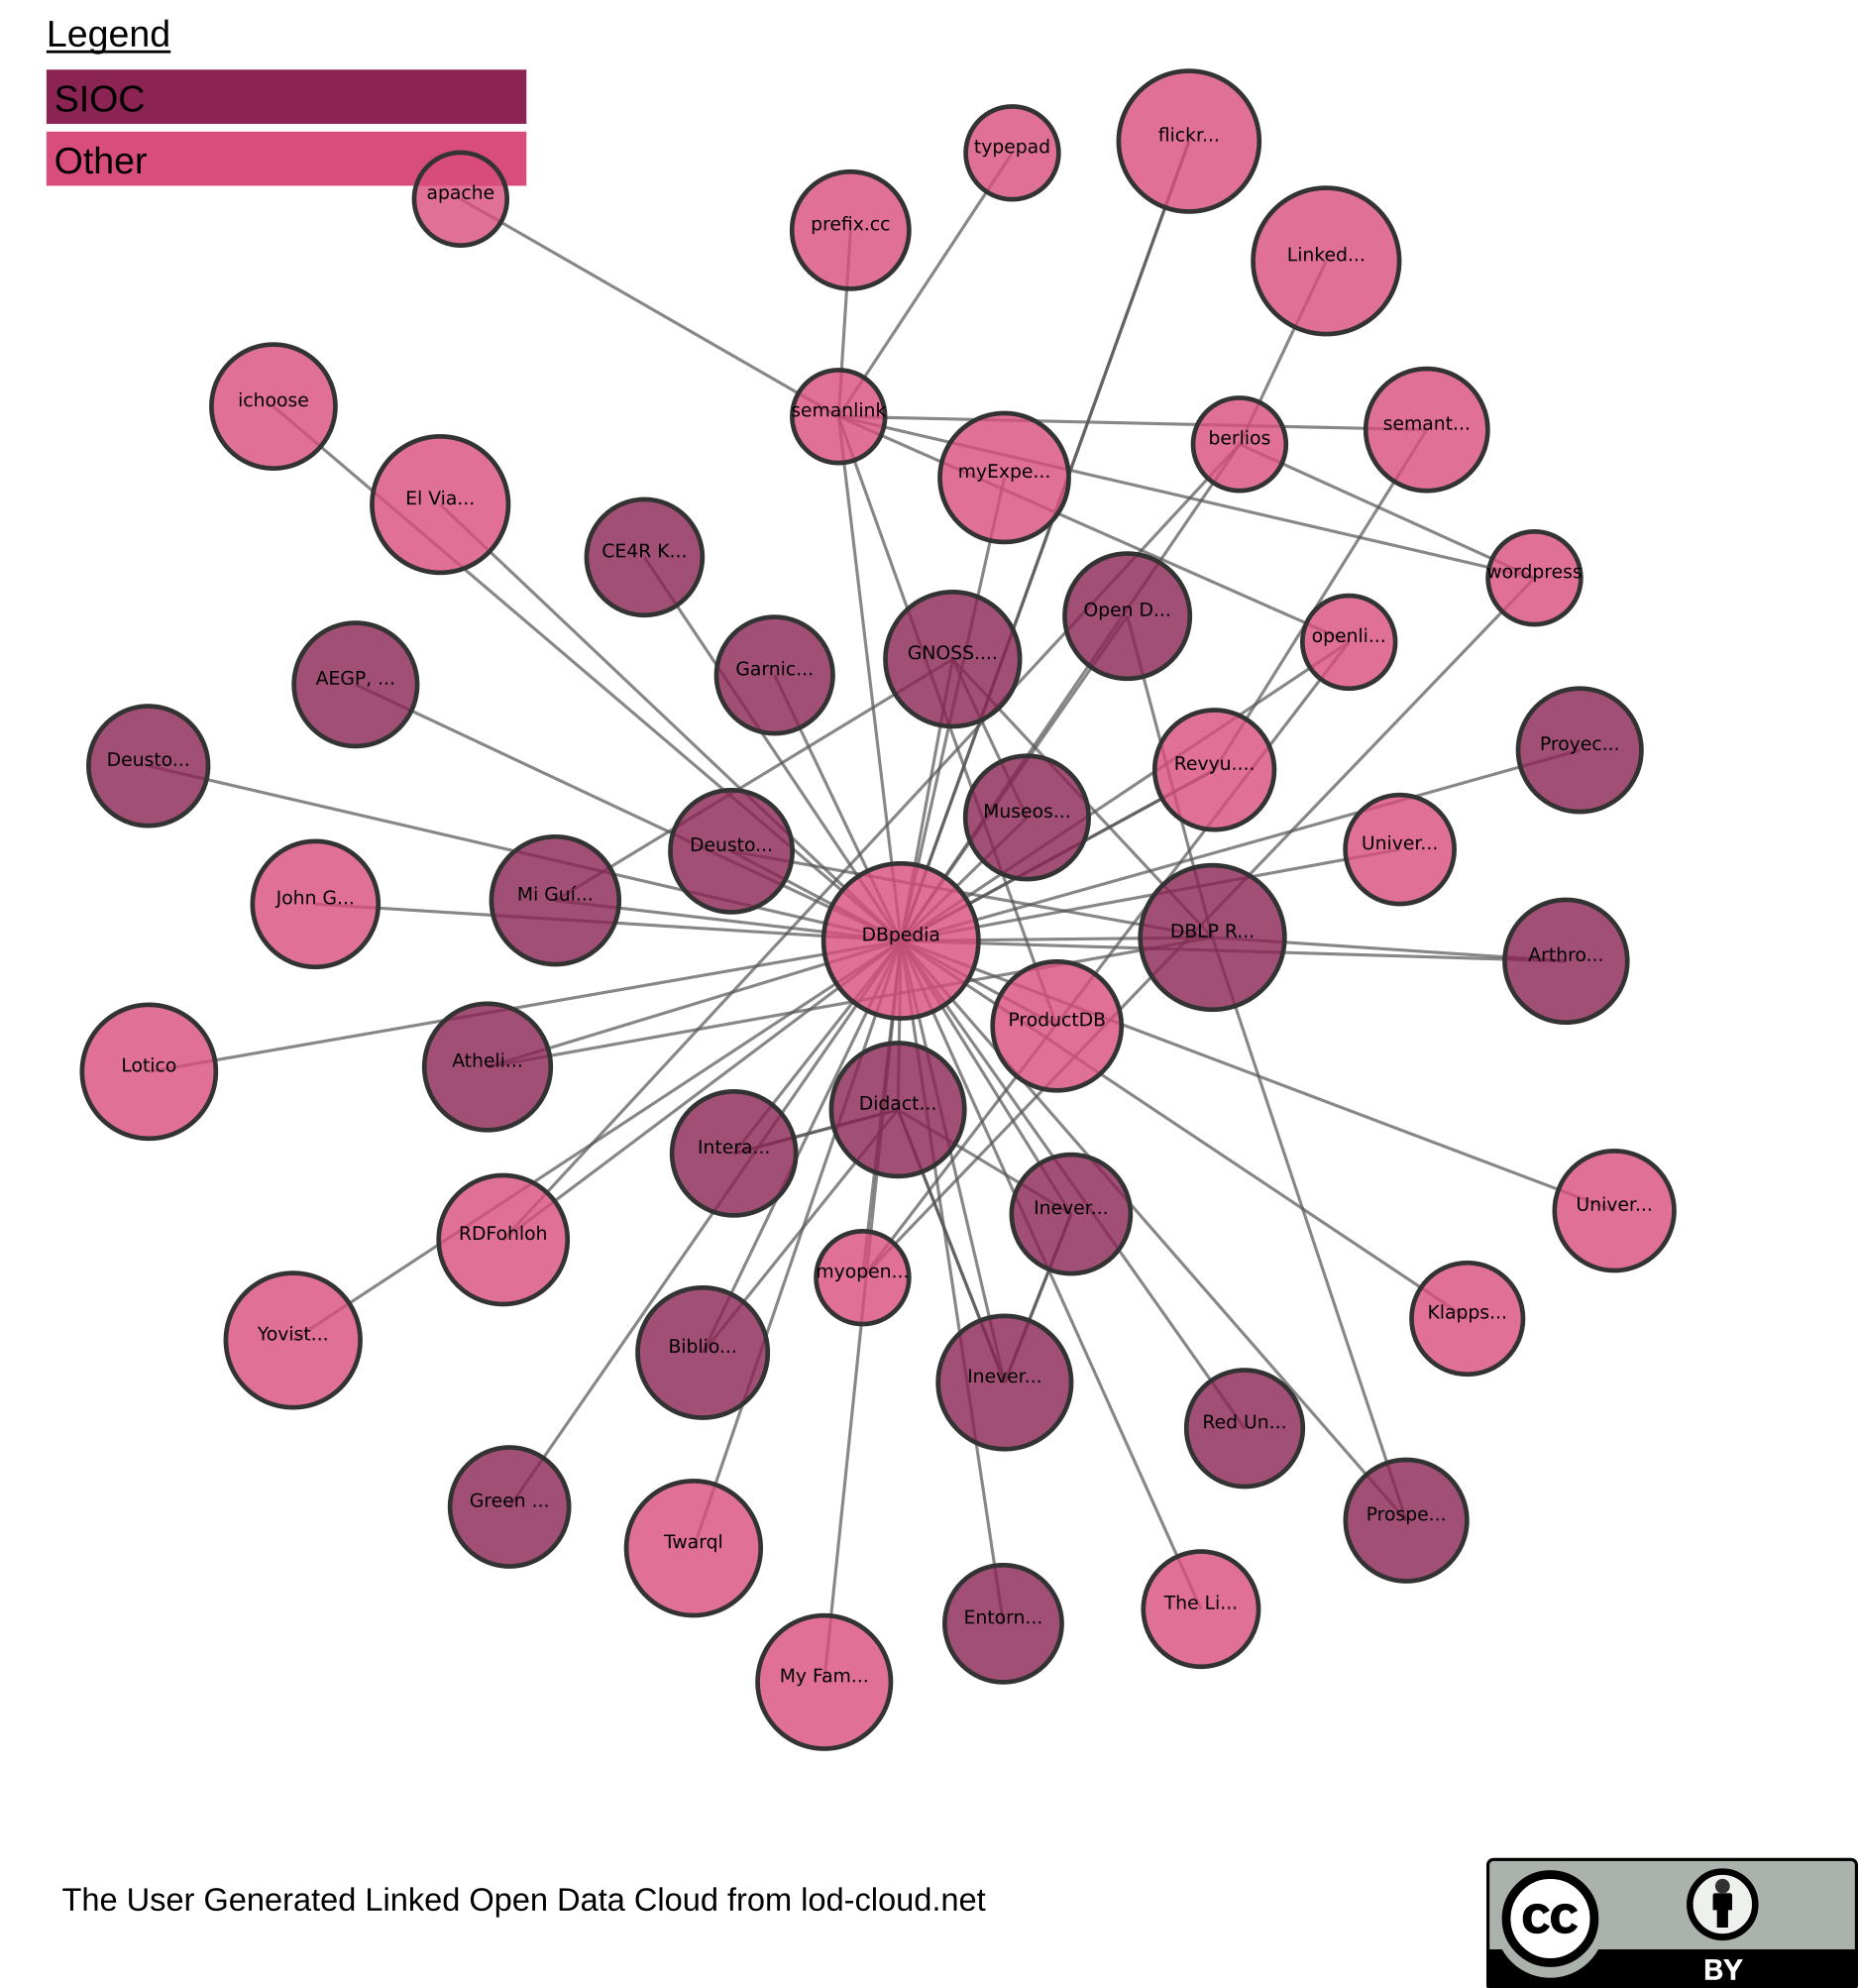 Legend
SIOC
Other
apache
typepad
flickr...
prefix.cc
Linked...
ichoose
semanlink
semant...
berlios
myExpe...
El Via...
CE4R K...
wordpress
Open D...
openli...
GNOSS....
Garnic...
AEGP, ...
Proyec...
Deusto...
Revyu....
Museos...
Deusto...
Univer...
John G...
Mi Guí...
DBpedia
DBLP R...
Arthro...
ProductDB
Lotico
Atheli...
Didact...
Intera...
Inever...
Univer...
RDFohloh
myopen...
Klapps...
Yovist...
Biblio...
Inever...
Red Un...
Green ...
Prospe...
Twarql
Entorn...
The Li...
My Fam...
The User Generated Linked Open Data Cloud from lod-cloud.net
cc
BY